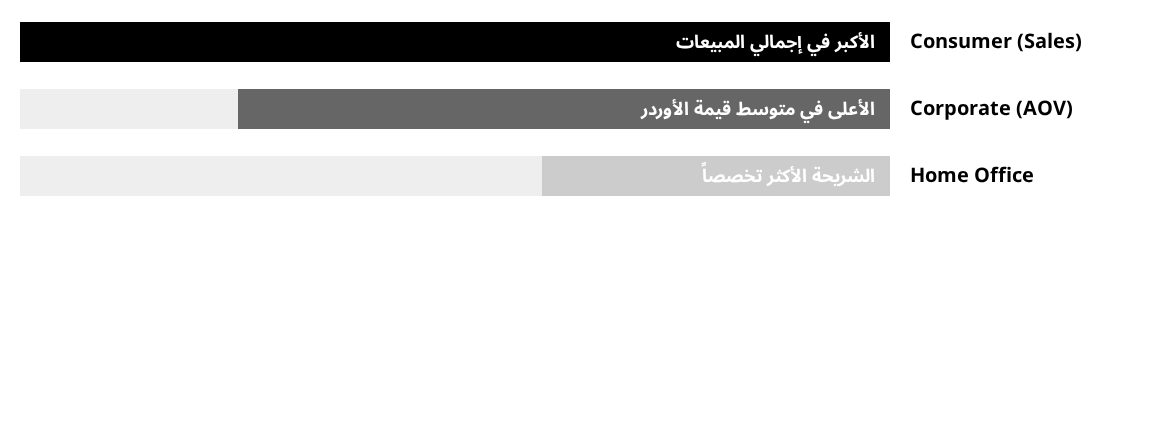 Consumer (Sales)
الأكبر في إجمالي المبيعات
Corporate (AOV)
الأعلى في متوسط قيمة الأوردر
Home Office
الشريحة الأكثر تخصصاً